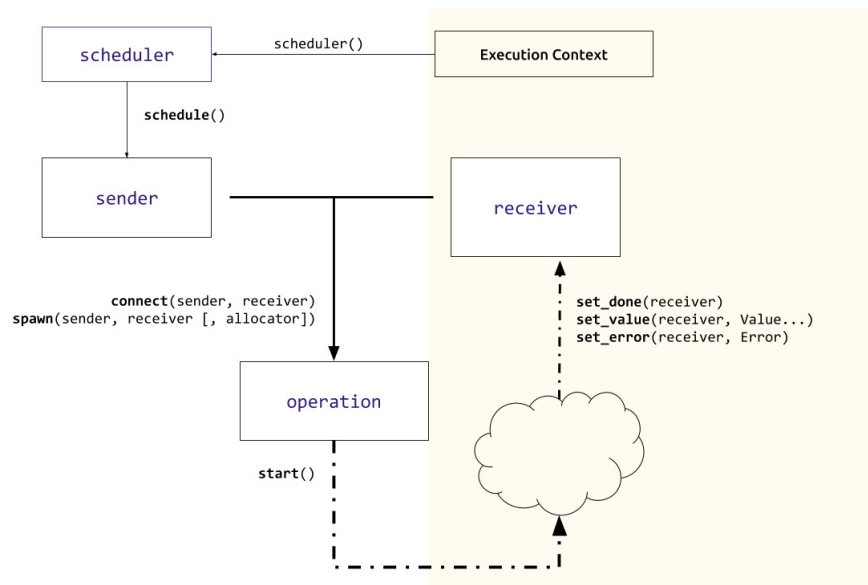 scheduler
scheduler()
Execution Context
schedule()
sender
receiver
connect(sender, receiver)
spawn(sender, receiver [, allocator])
set_done(receiver)
set_value(receiver, Value...)
set_error(receiver, Error)
operation
start()